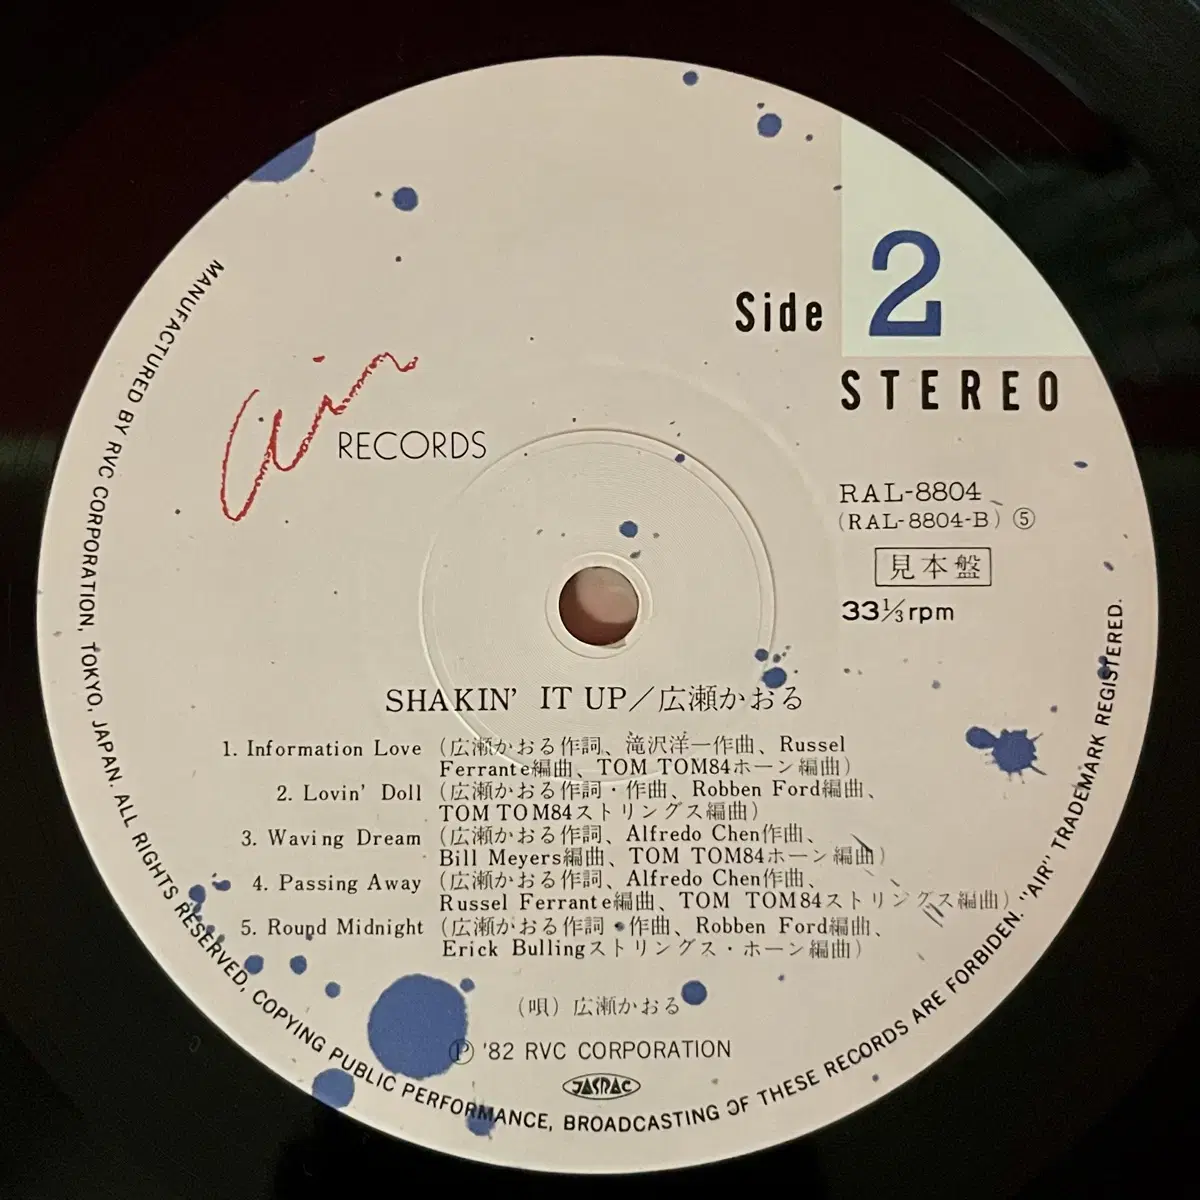 Side 2
STEREO
air RECORDS
RAL-8804
(RAL-8804-B) ⑤
見本盤
33⅓rpm
SHAKIN' IT UP／広瀬かおる
1. Information Love (広瀬かおる作詞、滝沢洋一作曲、Russel
Ferrante編曲、TOM TOM84ホーン編曲)
2. Lovin' Doll (広瀬かおる作詞・作曲、Robben Ford編曲、
TOM TOM84ストリングス編曲)
3. Waving Dream (広瀬かおる作詞、Alfredo Chen作曲、
Bill Meyers編曲、TOM TOM84ホーン編曲)
4. Passing Away (広瀬かおる作詞、Alfredo Chen作曲、
Russel Ferrante編曲、TOM TOM84ストリングス編曲)
5. Round Midnight (広瀬かおる作詞・作曲、Robben Ford編曲、
Erick Bullingストリングス・ホーン編曲)
(唄) 広瀬かおる
Ⓟ '82 RVC CORPORATION
JASRAC
MANUFACTURED BY RVC CORPORATION, TOKYO, JAPAN. ALL RIGHTS RESERVED, COPYING PUBLIC PERFORMANCE, BROADCASTING OF THESE RECORDS ARE FORBIDEN. "AIR" TRADEMARK REGISTERED.